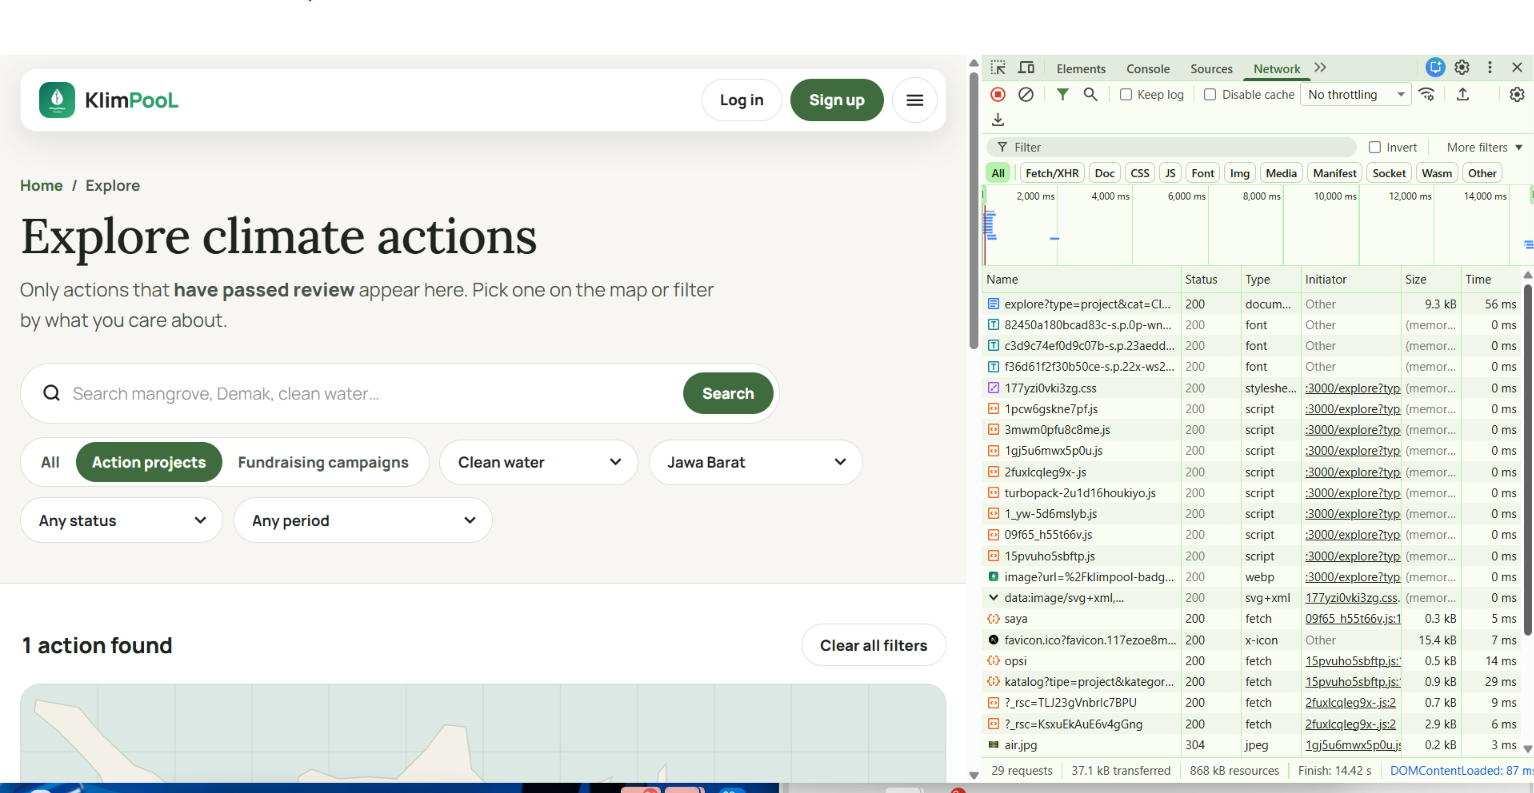 KlimPooL
Log in
Sign up
Home / Explore
Explore climate actions
Only actions that have passed review appear here. Pick one on the map or filter
by what you care about.
Search mangrove, Demak, clean water...
Search
All
Action projects
Fundraising campaigns
Clean water
Jawa Barat
Any status
Any period
1 action found
Clear all filters
Elements Console Sources Network
Keep log
Disable cache
No throttling
Filter
Invert
More filters
All Fetch/XHR Doc CSS JS Font Img Media Manifest Socket Wasm Other
2,000 ms 4,000 ms 6,000 ms 8,000 ms 10,000 ms 12,000 ms 14,000 ms
Name Status Type Initiator Size Time
explore?type=project&cat=Cl... 200 docum... Other 9.3 kB 56 ms
82450a180bcad83c-s.p.0p-wn... 200 font Other (memor... 0 ms
c3d9c74ef0d9c07b-s.p.23aedd... 200 font Other (memor... 0 ms
f36d61f2f30b50ce-s.p.22x-ws2... 200 font Other (memor... 0 ms
177yzi0vki3zg.css 200 styleshe... :3000/explore?typ (memor... 0 ms
1pcw6gskne7pf.js 200 script :3000/explore?typ (memor... 0 ms
3mwm0pfu8c8me.js 200 script :3000/explore?typ (memor... 0 ms
1gj5u6mwx5p0u.js 200 script :3000/explore?typ (memor... 0 ms
2fuxlcqleg9x-.js 200 script :3000/explore?typ (memor... 0 ms
turbopack-2u1d16houkiyo.js 200 script :3000/explore?typ (memor... 0 ms
1_yw-5d6mslyb.js 200 script :3000/explore?typ (memor... 0 ms
09f65_h55t66v.js 200 script :3000/explore?typ (memor... 0 ms
15pvuho5sbftp.js 200 script :3000/explore?typ (memor... 0 ms
image?url=%2Fklimpool-badg... 200 webp :3000/explore?typ (memor... 0 ms
data:image/svg+xml,... 200 svg+xml 177yzi0vki3zg.css. (memor... 0 ms
saya 200 fetch 09f65_h55t66v.js:1 0.3 kB 5 ms
favicon.ico?favicon.117ezoe8m... 200 x-icon Other 15.4 kB 7 ms
opsi 200 fetch 15pvuho5sbftp.js:1 0.5 kB 14 ms
katalog?tipe=project&kategor... 200 fetch 15pvuho5sbftp.js:1 0.9 kB 29 ms
?_rsc=TLJ23gVnbrlc7BPU 200 fetch 2fuxlcqleg9x-.js:2 0.7 kB 9 ms
?_rsc=KsxuEkAuE6v4gGng 200 fetch 2fuxlcqleg9x-.js:2 2.9 kB 6 ms
air.jpg 304 jpeg 1gj5u6mwx5p0u.js 0.2 kB 3 ms
29 requests 37.1 kB transferred 868 kB resources Finish: 14.42 s DOMContentLoaded: 87 ms